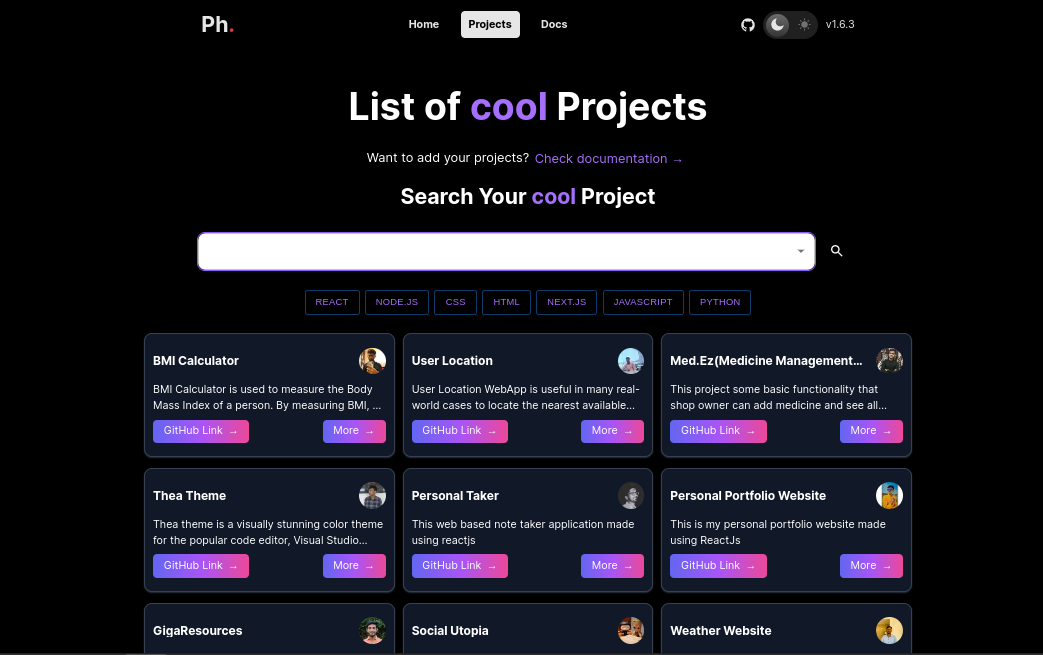 Ph.
Home Projects Docs
v1.6.3
List of cool Projects
Want to add your projects? Check documentation →
Search Your cool Project
REACT NODE.JS CSS HTML NEXT.JS JAVASCRIPT PYTHON
BMI Calculator
BMI Calculator is used to measure the Body
Mass Index of a person. By measuring BMI, ...
GitHub Link → More →
User Location
User Location WebApp is useful in many real-
world cases to locate the nearest available...
GitHub Link → More →
Med.Ez(Medicine Management...
This project some basic functionality that
shop owner can add medicine and see all...
GitHub Link → More →
Thea Theme
Thea theme is a visually stunning color theme
for the popular code editor, Visual Studio...
GitHub Link → More →
Personal Taker
This web based note taker application made
using reactjs
GitHub Link → More →
Personal Portfolio Website
This is my personal portfolio website made
using ReactJs
GitHub Link → More →
GigaResources
Social Utopia
Weather Website